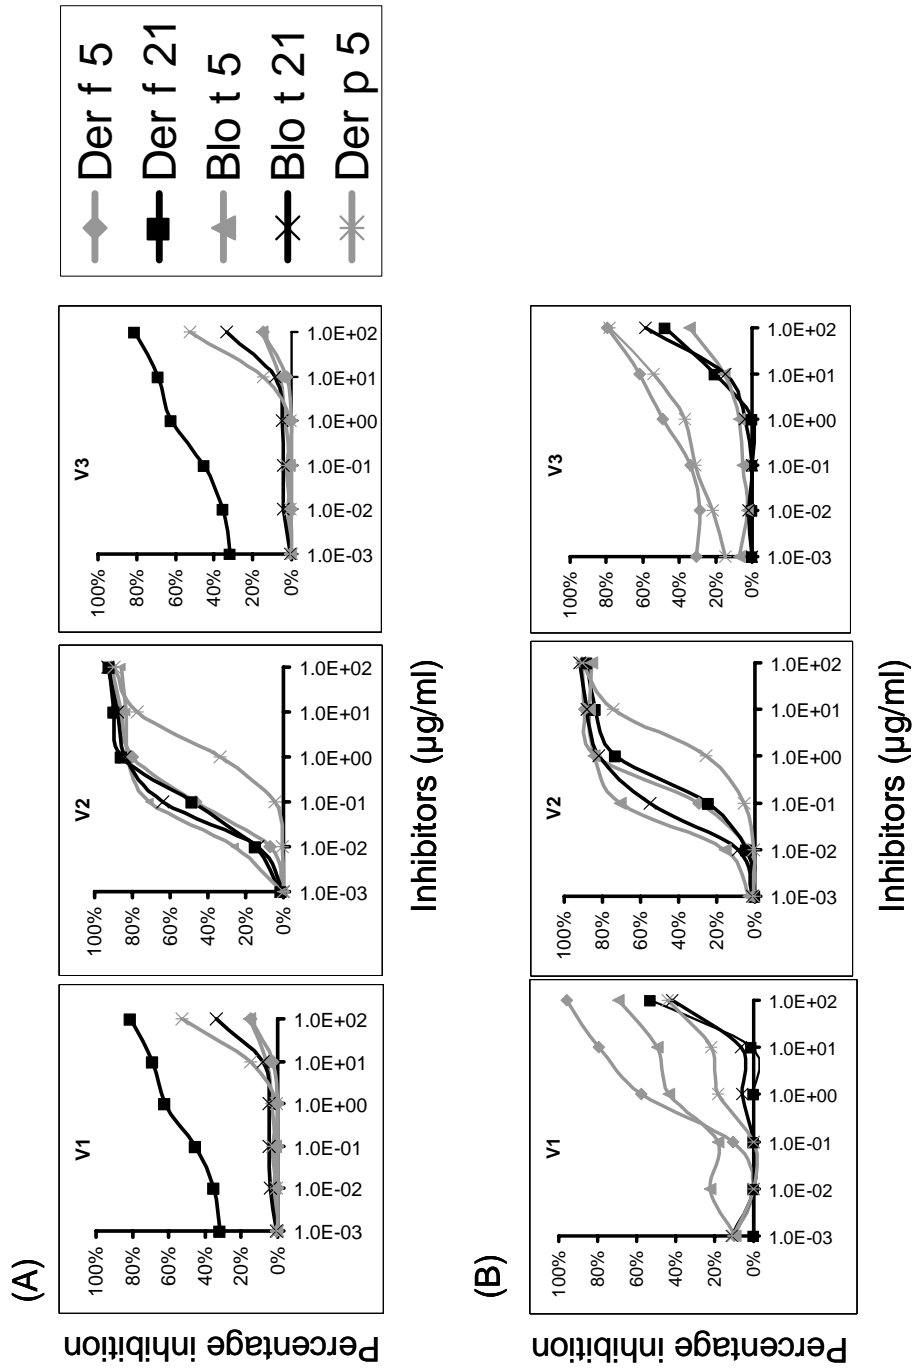 (A)
Percentage inhibition
V1
100%
80%
60%
40%
20%
0%
1.0E-03
1.0E-02
1.0E-01
1.0E+00
1.0E+01
1.0E+02
V2
100%
80%
60%
40%
20%
0%
1.0E-03
1.0E-02
1.0E-01
1.0E+00
1.0E+01
1.0E+02
V3
100%
80%
60%
40%
20%
0%
1.0E-03
1.0E-02
1.0E-01
1.0E+00
1.0E+01
1.0E+02
Der f 5
Der f 21
Blo t 5
Blo t 21
Der p 5
Inhibitors (µg/ml)
(B)
Percentage inhibition
V1
100%
80%
60%
40%
20%
0%
1.0E-03
1.0E-02
1.0E-01
1.0E+00
1.0E+01
1.0E+02
V2
100%
80%
60%
40%
20%
0%
1.0E-03
1.0E-02
1.0E-01
1.0E+00
1.0E+01
1.0E+02
V3
100%
80%
60%
40%
20%
0%
1.0E-03
1.0E-02
1.0E-01
1.0E+00
1.0E+01
1.0E+02
Inhibitors (µg/ml)